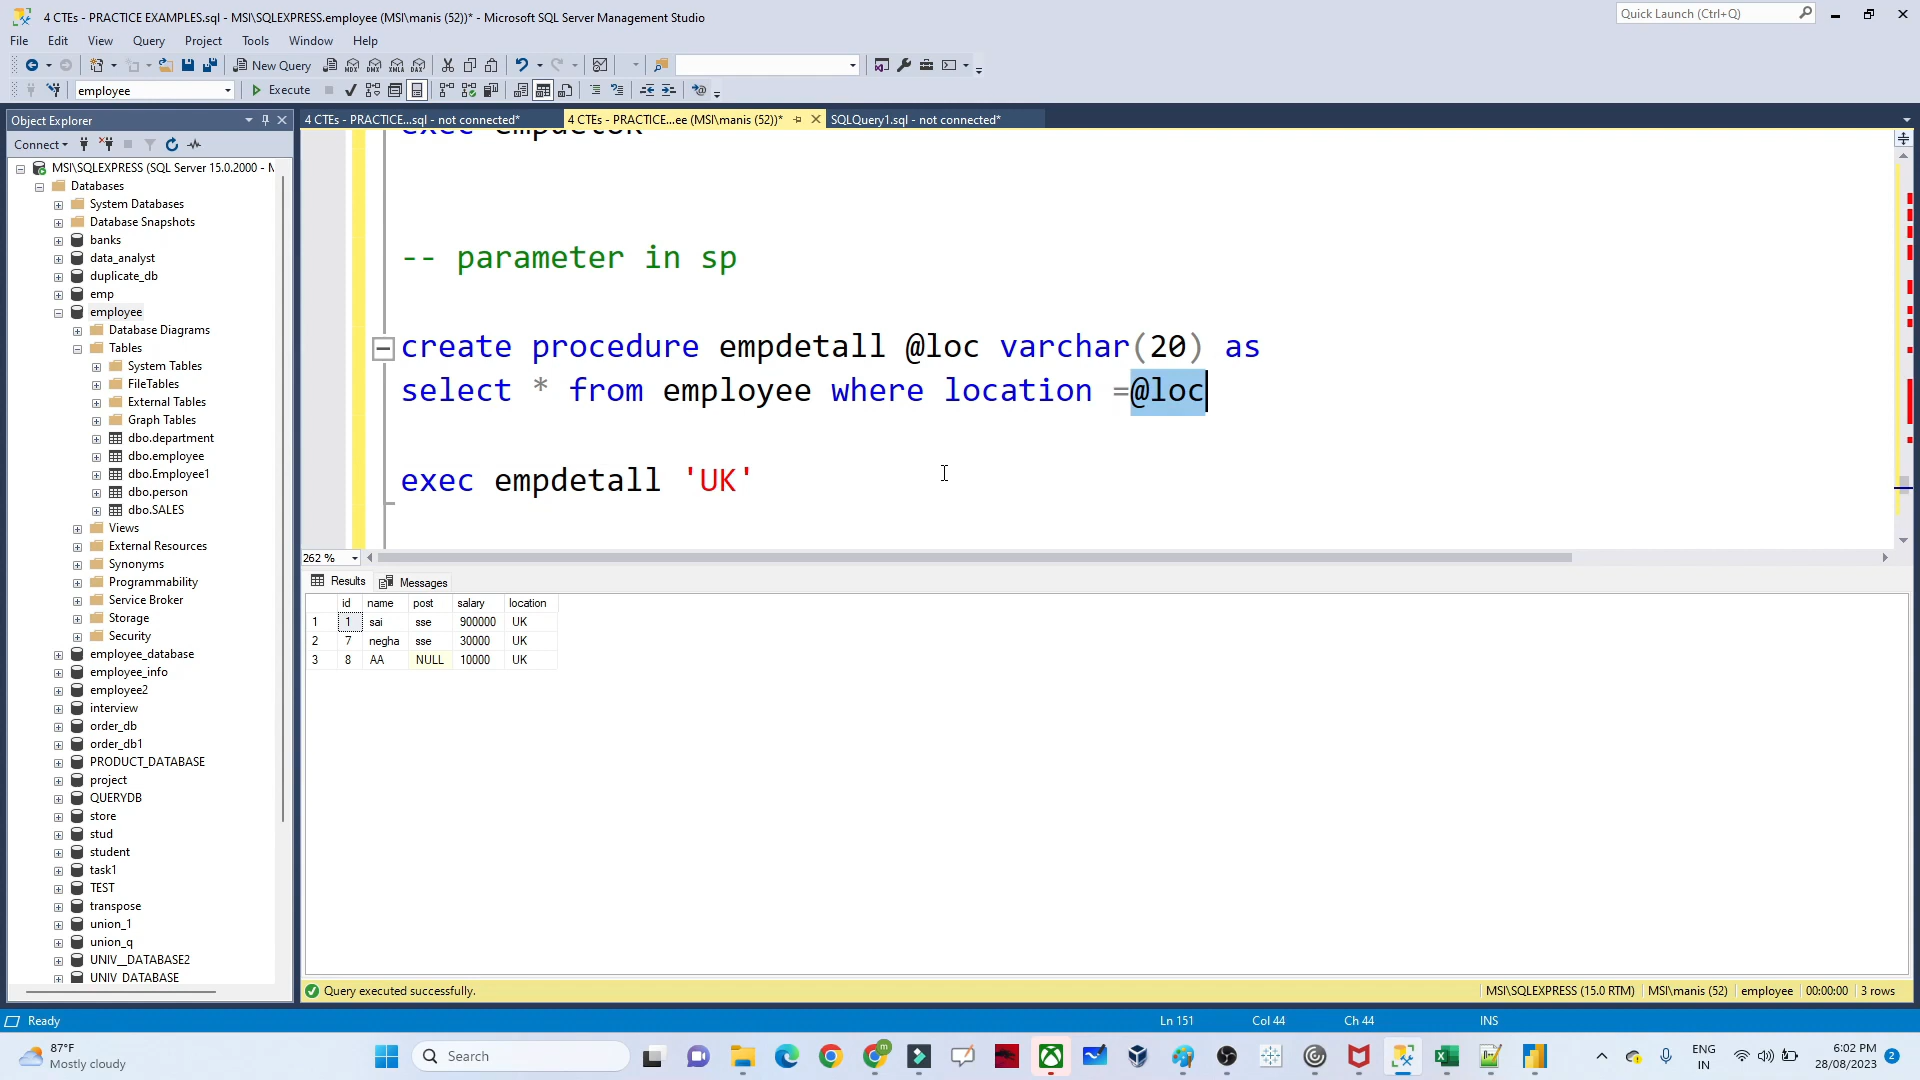 4 CTEs - PRACTICE EXAMPLES.sql - MSI\SQLEXPRESS.employee (MSI\manis (52))* - Microsoft SQL Server Management Studio
Quick Launch (Ctrl+Q)
File Edit View Query Project Tools Window Help
New Query
MDX DMX XMLA DAX
employee
Execute
Object Explorer
4 CTEs - PRACTICE...sql - not connected*
4 CTEs - PRACTICE...ee (MSI\manis (52))*
SQLQuery1.sql - not connected*
Connect
MSI\SQLEXPRESS (SQL Server 15.0.2000 - M
Databases
System Databases
Database Snapshots
banks
data_analyst
duplicate_db
emp
employee
Database Diagrams
Tables
System Tables
FileTables
External Tables
Graph Tables
dbo.department
dbo.employee
dbo.Employee1
dbo.person
dbo.SALES
Views
External Resources
Synonyms
Programmability
Service Broker
Storage
Security
employee_database
employee_info
employee2
interview
order_db
order_db1
PRODUCT_DATABASE
project
QUERYDB
store
stud
student
task1
TEST
transpose
union_1
union_q
UNIV__DATABASE2
UNIV_DATABASE
-- parameter in sp
create procedure empdetall @loc varchar(20) as
select * from employee where location =@loc
exec empdetall 'UK'
262 %
Results Messages
id name post salary location
1 1 sai sse 900000 UK
2 7 negha sse 30000 UK
3 8 AA NULL 10000 UK
Query executed successfully.
MSI\SQLEXPRESS (15.0 RTM) MSI\manis (52) employee 00:00:00 3 rows
Ready
Ln 151 Col 44 Ch 44 INS
87°F
Mostly cloudy
Search
ENG
IN
6:02 PM
28/08/2023
2